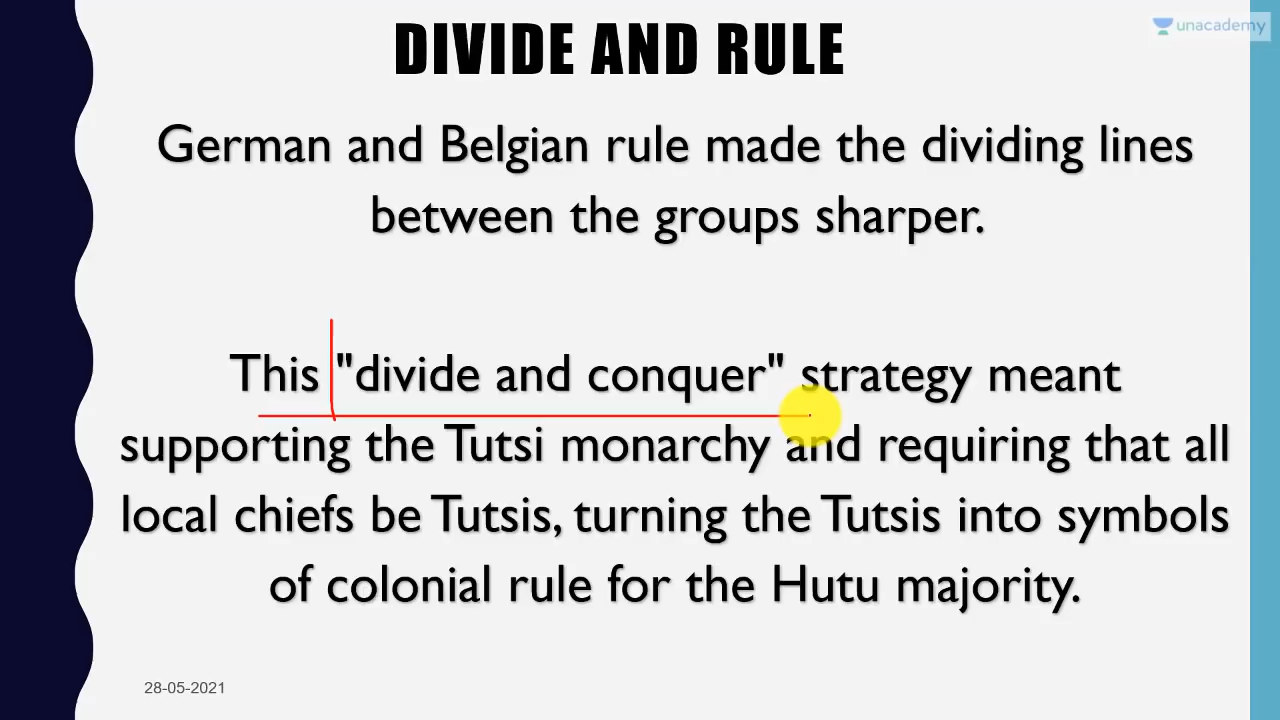 unacademy
DIVIDE AND RULE
German and Belgian rule made the dividing lines
between the groups sharper.
This "divide and conquer" strategy meant
supporting the Tutsi monarchy and requiring that all
local chiefs be Tutsis, turning the Tutsis into symbols
of colonial rule for the Hutu majority.
28-05-2021